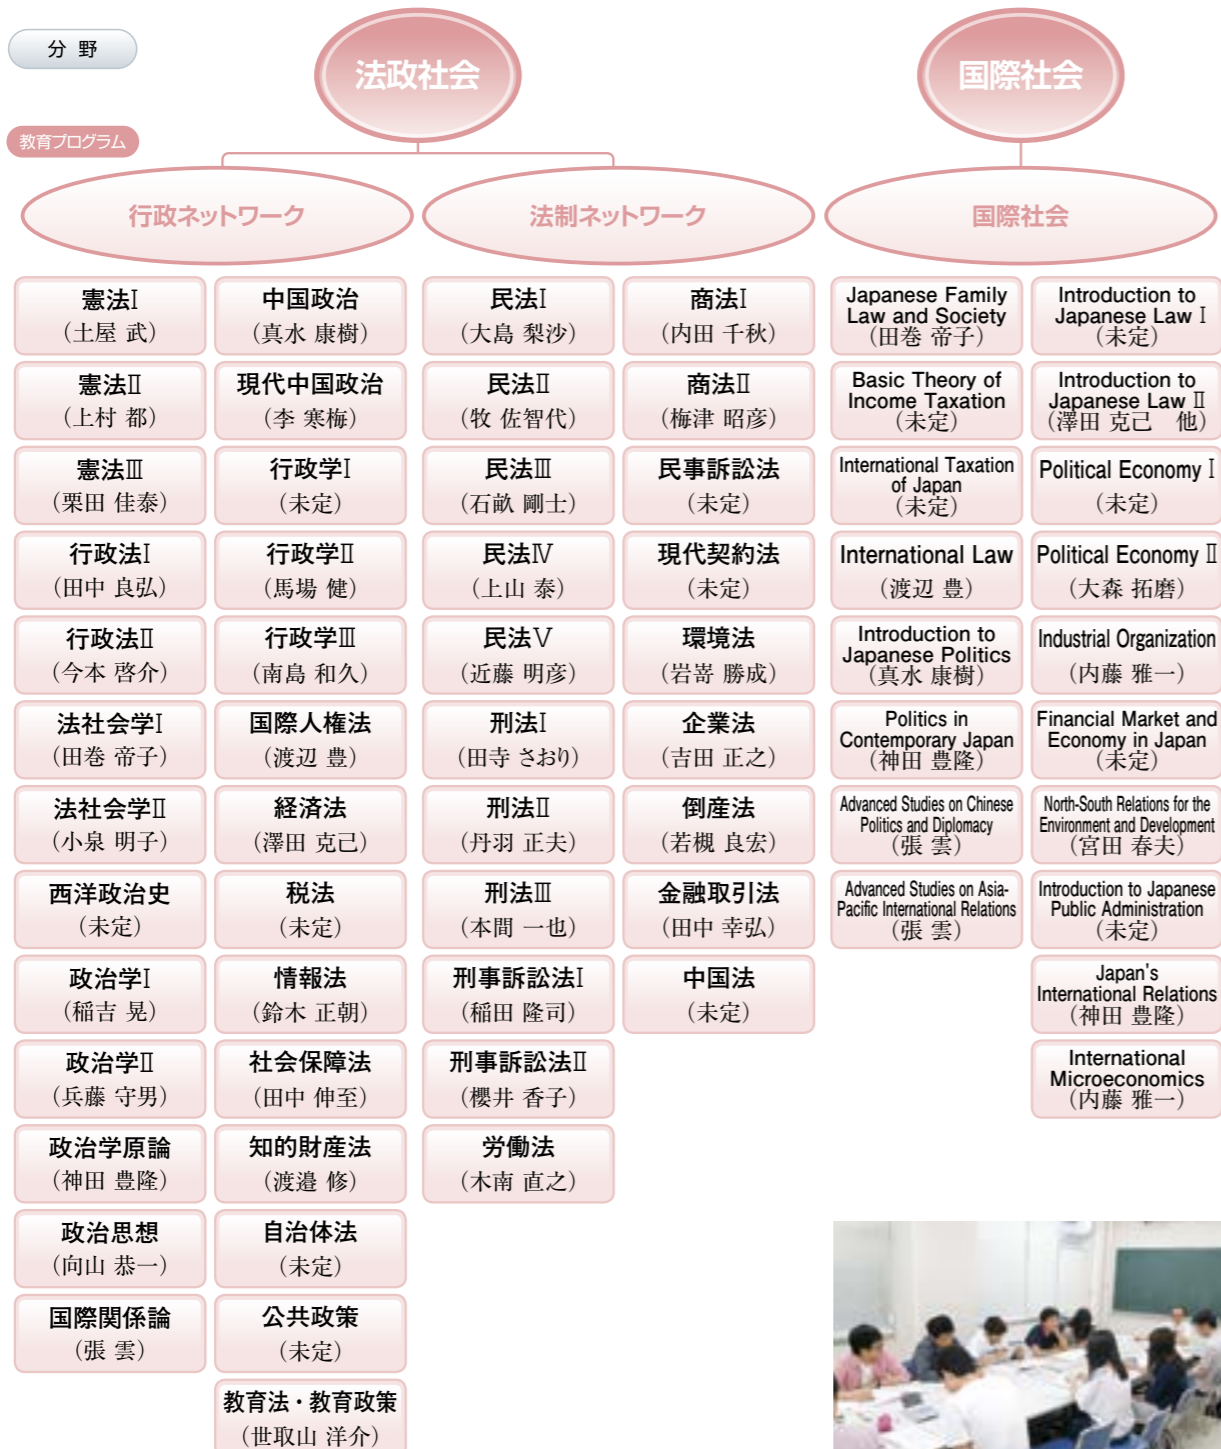 分 野
法政社会
国際社会
教育プログラム
行政ネットワーク
法制ネットワーク
国際社会
憲法Ⅰ
（土屋 武）
憲法Ⅱ
（上村 都）
憲法Ⅲ
（栗田 佳泰）
行政法Ⅰ
（田中 良弘）
行政法Ⅱ
（今本 啓介）
法社会学Ⅰ
（田巻 帝子）
法社会学Ⅱ
（小泉 明子）
西洋政治史
（未定）
政治学Ⅰ
（稲吉 晃）
政治学Ⅱ
（兵藤 守男）
政治学原論
（神田 豊隆）
政治思想
（向山 恭一）
国際関係論
（張 雲）
中国政治
（真水 康樹）
現代中国政治
（李 寒梅）
行政学Ⅰ
（未定）
行政学Ⅱ
（馬場 健）
行政学Ⅲ
（南島 和久）
国際人権法
（渡辺 豊）
経済法
（澤田 克己）
税法
（未定）
情報法
（鈴木 正朝）
社会保障法
（田中 伸至）
知的財産法
（渡邉 修）
自治体法
（未定）
公共政策
（未定）
教育法・教育政策
（世取山 洋介）
民法Ⅰ
（大島 梨沙）
民法Ⅱ
（牧 佐智代）
民法Ⅲ
（石畝 剛士）
民法Ⅳ
（上山 泰）
民法Ⅴ
（近藤 明彦）
刑法Ⅰ
（田寺 さおり）
刑法Ⅱ
（丹羽 正夫）
刑法Ⅲ
（本間 一也）
刑事訴訟法Ⅰ
（稲田 隆司）
刑事訴訟法Ⅱ
（櫻井 香子）
労働法
（木南 直之）
商法Ⅰ
（内田 千秋）
商法Ⅱ
（梅津 昭彦）
民事訴訟法
（未定）
現代契約法
（未定）
環境法
（岩嵜 勝成）
企業法
（吉田 正之）
倒産法
（若槻 良宏）
金融取引法
（田中 幸弘）
中国法
（未定）
Japanese Family
Law and Society
（田巻 帝子）
Basic Theory of
Income Taxation
（未定）
International Taxation
of Japan
（未定）
International Law
（渡辺 豊）
Introduction to
Japanese Politics
（真水 康樹）
Politics in
Contemporary Japan
（神田 豊隆）
Advanced Studies on Chinese
Politics and Diplomacy
（張 雲）
Advanced Studies on Asia-
Pacific International Relations
（張 雲）
Introduction to
Japanese Law Ⅰ
（未定）
Introduction to
Japanese Law Ⅱ
（澤田 克己　他）
Political Economy Ⅰ
（未定）
Political Economy Ⅱ
（大森 拓磨）
Industrial Organization
（内藤 雅一）
Financial Market and
Economy in Japan
（未定）
North-South Relations for the
Environment and Development
（宮田 春夫）
Introduction to Japanese
Public Administration
（未定）
Japan's
International Relations
（神田 豊隆）
International
Microeconomics
（内藤 雅一）